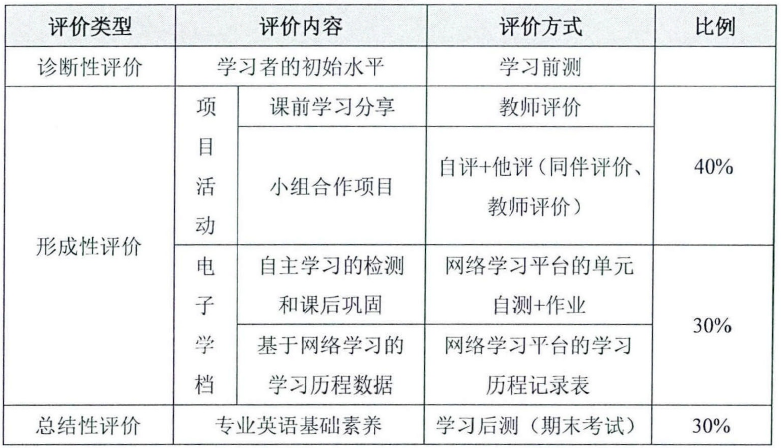 评价类型 评价内容 评价方式 比例
诊断性评价 学习者的初始水平 学习前测
形成性评价
项
目
活
动
课前学习分享 教师评价
小组合作项目
自评+他评（同伴评价、
教师评价）
40%
电
子
学
档
自主学习的检测
和课后巩固
网络学习平台的单元
自测+作业
基于网络学习的
学习历程数据
网络学习平台的学习
历程记录表
30%
总结性评价 专业英语基础素养 学习后测（期末考试） 30%